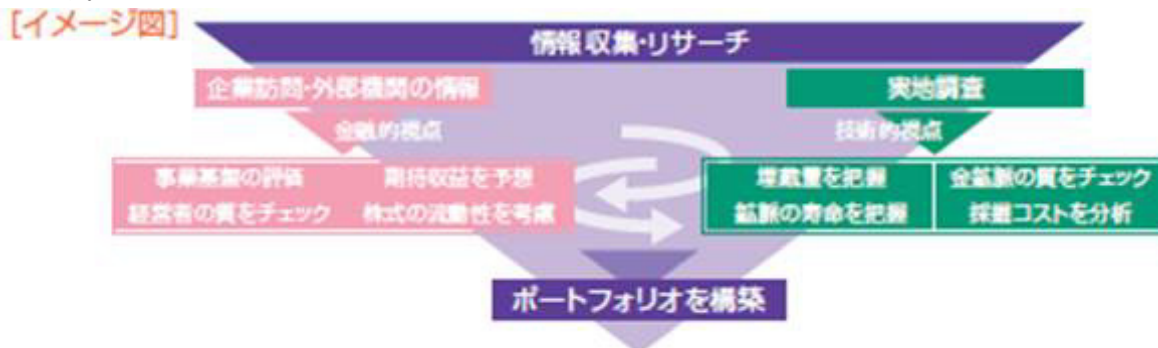 [イメージ図]
情報収集・リサーチ
企業訪問・外部機関の情報
実地調査
金融的視点
技術的視点
事業基盤の評価 期待収益を予想
経営者の質をチェック 株式の流動性を考慮
埋蔵量を把握 金鉱脈の質をチェック
鉱脈の寿命を把握 採掘コストを分析
ポートフォリオを構築